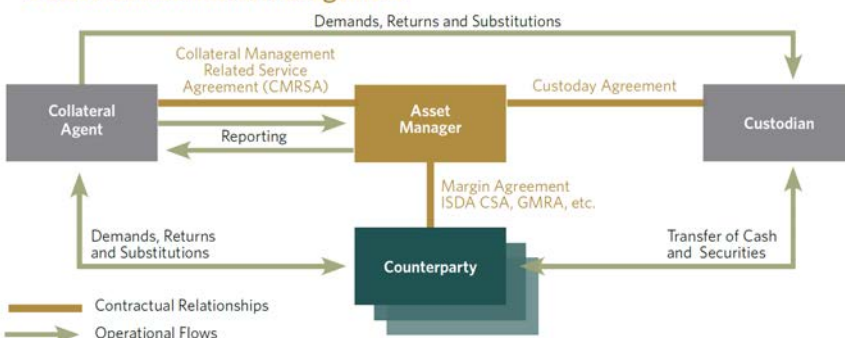 Demands, Returns and Substitutions
Collateral Management
Related Service
Agreement (CMRSA)
Custoday Agreement
Collateral
Agent
Asset
Manager
Custodian
Reporting
Margin Agreement
ISDA CSA, GMRA, etc.
Demands, Returns
and Substitutions
Transfer of Cash
and Securities
Counterparty
Contractual Relationships
Operational Flows